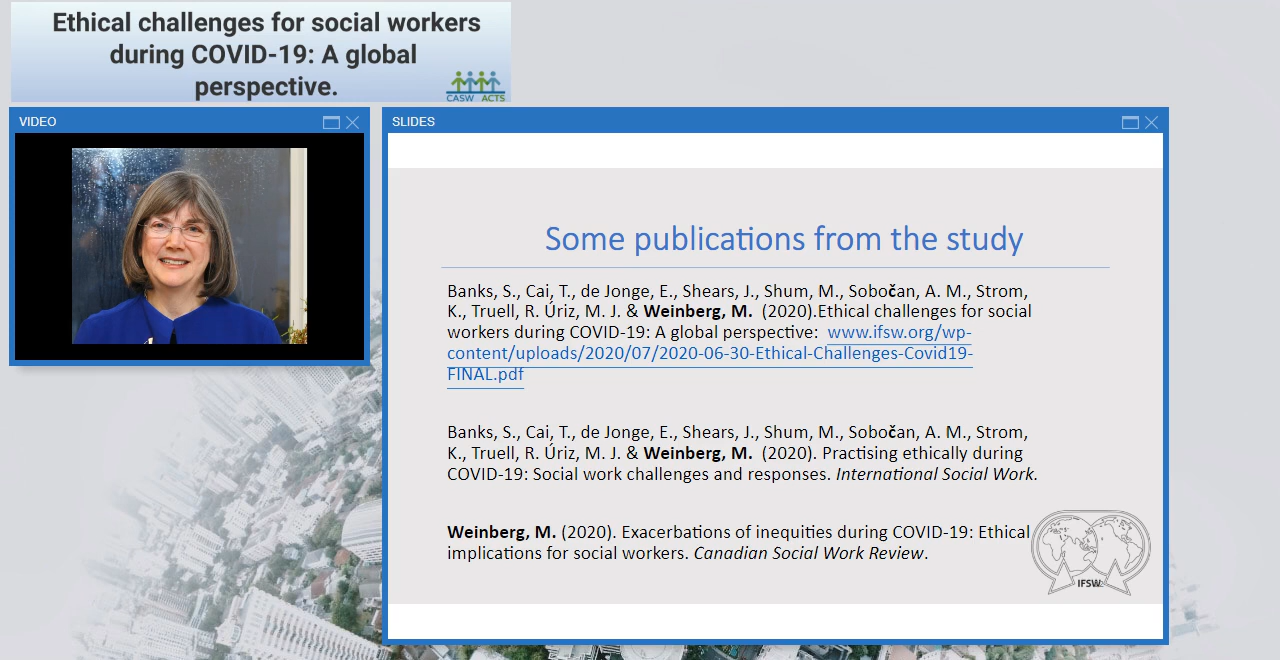 Ethical challenges for social workers
during COVID-19: A global
perspective.
CASW ACTS
VIDEO
SLIDES
Some publications from the study
Banks, S., Cai, T., de Jonge, E., Shears, J., Shum, M., Sobočan, A. M., Strom,
K., Truell, R. Úriz, M. J. & Weinberg, M. (2020).Ethical challenges for social
workers during COVID-19: A global perspective: www.ifsw.org/wp-
content/uploads/2020/07/2020-06-30-Ethical-Challenges-Covid19-
FINAL.pdf
Banks, S., Cai, T., de Jonge, E., Shears, J., Shum, M., Sobočan, A. M., Strom,
K., Truell, R. Úriz, M. J. & Weinberg, M. (2020). Practising ethically during
COVID-19: Social work challenges and responses. International Social Work.
Weinberg, M. (2020). Exacerbations of inequities during COVID-19: Ethical
implications for social workers. Canadian Social Work Review.
IFSW